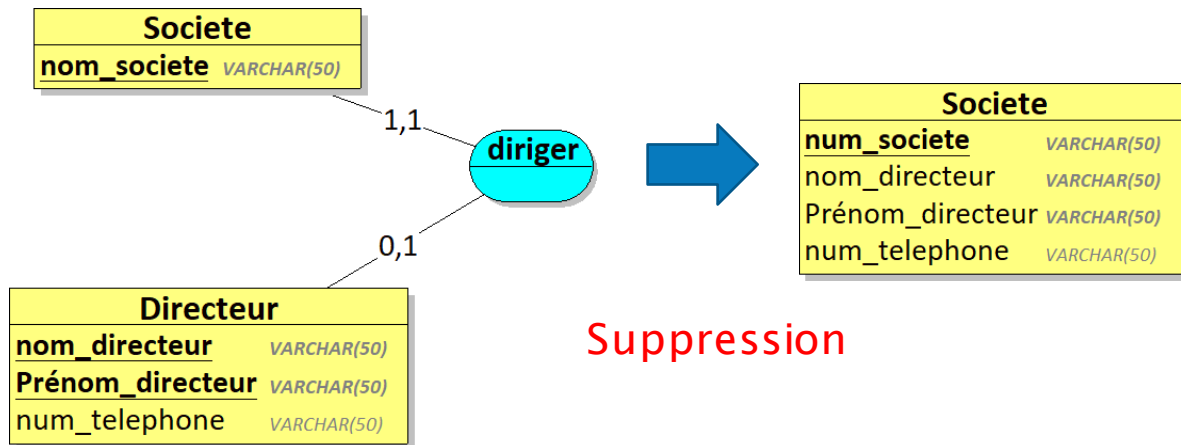 Societe
nom_societe VARCHAR(50)
1,1
diriger
0,1
Directeur
nom_directeur VARCHAR(50)
Prénom_directeur VARCHAR(50)
num_telephone VARCHAR(50)
Societe
num_societe VARCHAR(50)
nom_directeur VARCHAR(50)
Prénom_directeur VARCHAR(50)
num_telephone VARCHAR(50)
Suppression